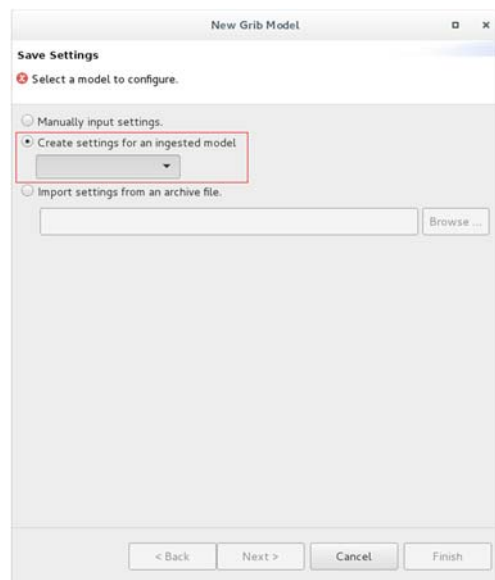 New Grib Model
Save Settings
Select a model to configure.
Manually input settings.
Create settings for an ingested model
Import settings from an archive file.
Browse ...
< Back Next > Cancel Finish